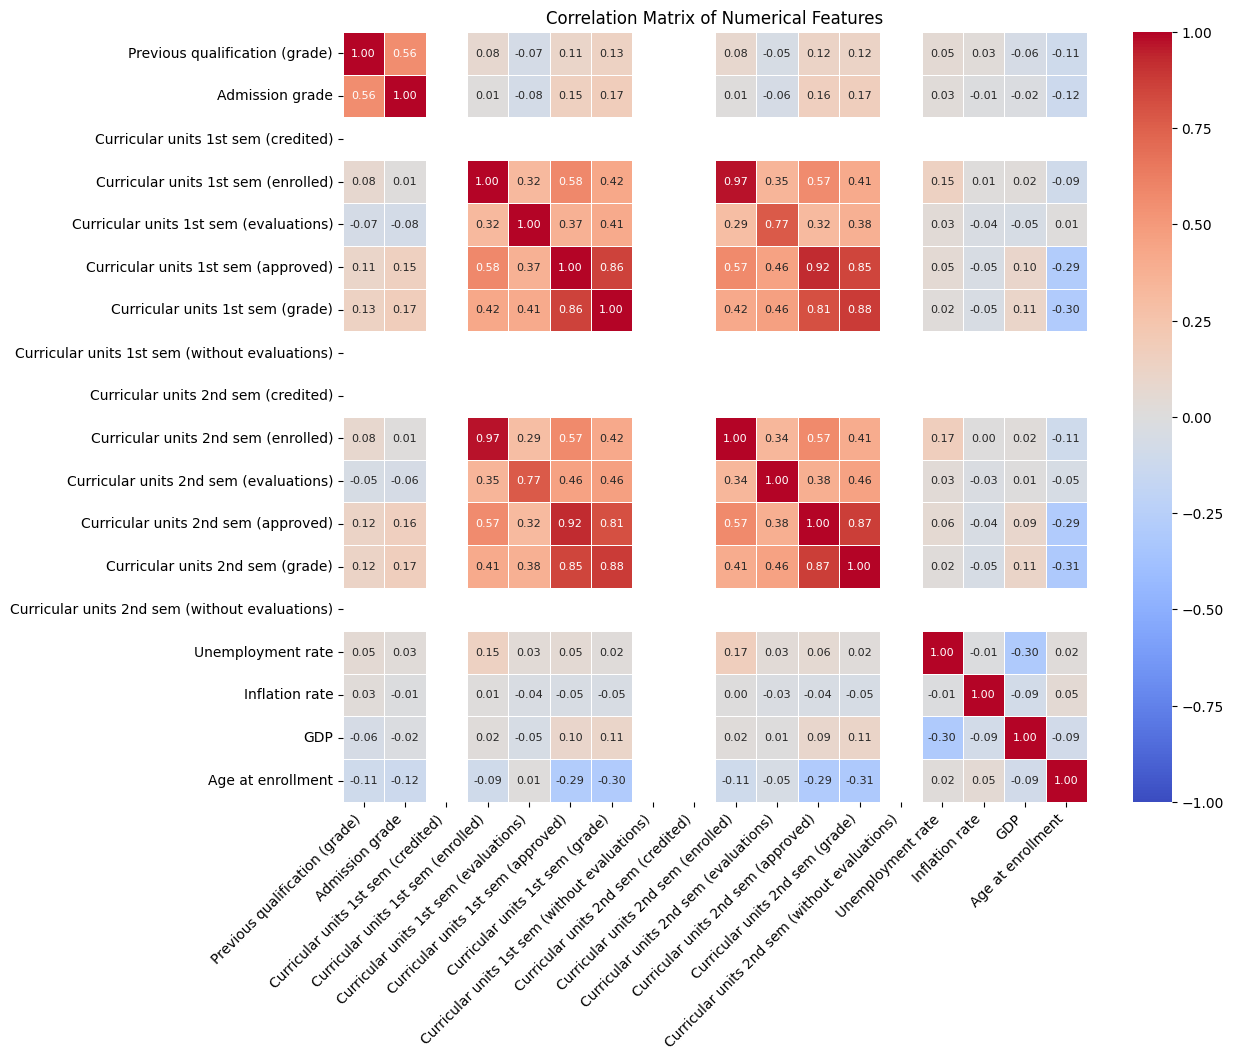 Correlation Matrix of Numerical Features
Previous qualification (grade) 1.00 0.56 0.08 -0.07 0.11 0.13 0.08 -0.05 0.12 0.12 0.05 0.03 -0.06 -0.11
Admission grade 0.56 1.00 0.01 -0.08 0.15 0.17 0.01 -0.06 0.16 0.17 0.03 -0.01 -0.02 -0.12
Curricular units 1st sem (credited)
Curricular units 1st sem (enrolled) 0.08 0.01 1.00 0.32 0.58 0.42 0.97 0.35 0.57 0.41 0.15 0.01 0.02 -0.09
Curricular units 1st sem (evaluations) -0.07 -0.08 0.32 1.00 0.37 0.41 0.29 0.77 0.32 0.38 0.03 -0.04 -0.05 0.01
Curricular units 1st sem (approved) 0.11 0.15 0.58 0.37 1.00 0.86 0.57 0.46 0.92 0.85 0.05 -0.05 0.10 -0.29
Curricular units 1st sem (grade) 0.13 0.17 0.42 0.41 0.86 1.00 0.42 0.46 0.81 0.88 0.02 -0.05 0.11 -0.30
Curricular units 1st sem (without evaluations)
Curricular units 2nd sem (credited)
Curricular units 2nd sem (enrolled) 0.08 0.01 0.97 0.29 0.57 0.42 1.00 0.34 0.57 0.41 0.17 0.00 0.02 -0.11
Curricular units 2nd sem (evaluations) -0.05 -0.06 0.35 0.77 0.46 0.46 0.34 1.00 0.38 0.46 0.03 -0.03 0.01 -0.05
Curricular units 2nd sem (approved) 0.12 0.16 0.57 0.32 0.92 0.81 0.57 0.38 1.00 0.87 0.06 -0.04 0.09 -0.29
Curricular units 2nd sem (grade) 0.12 0.17 0.41 0.38 0.85 0.88 0.41 0.46 0.87 1.00 0.02 -0.05 0.11 -0.31
Curricular units 2nd sem (without evaluations)
Unemployment rate 0.05 0.03 0.15 0.03 0.05 0.02 0.17 0.03 0.06 0.02 1.00 -0.01 -0.30 0.02
Inflation rate 0.03 -0.01 0.01 -0.04 -0.05 -0.05 0.00 -0.03 -0.04 -0.05 -0.01 1.00 -0.09 0.05
GDP -0.06 -0.02 0.02 -0.05 0.10 0.11 0.02 0.01 0.09 0.11 -0.30 -0.09 1.00 -0.09
Age at enrollment -0.11 -0.12 -0.09 0.01 -0.29 -0.30 -0.11 -0.05 -0.29 -0.31 0.02 0.05 -0.09 1.00
Previous qualification (grade)
Admission grade
Curricular units 1st sem (credited)
Curricular units 1st sem (enrolled)
Curricular units 1st sem (evaluations)
Curricular units 1st sem (approved)
Curricular units 1st sem (grade)
Curricular units 1st sem (without evaluations)
Curricular units 2nd sem (credited)
Curricular units 2nd sem (enrolled)
Curricular units 2nd sem (evaluations)
Curricular units 2nd sem (approved)
Curricular units 2nd sem (grade)
Curricular units 2nd sem (without evaluations)
Unemployment rate
Inflation rate
GDP
Age at enrollment
1.00
0.75
0.50
0.25
0.00
−0.25
−0.50
−0.75
−1.00